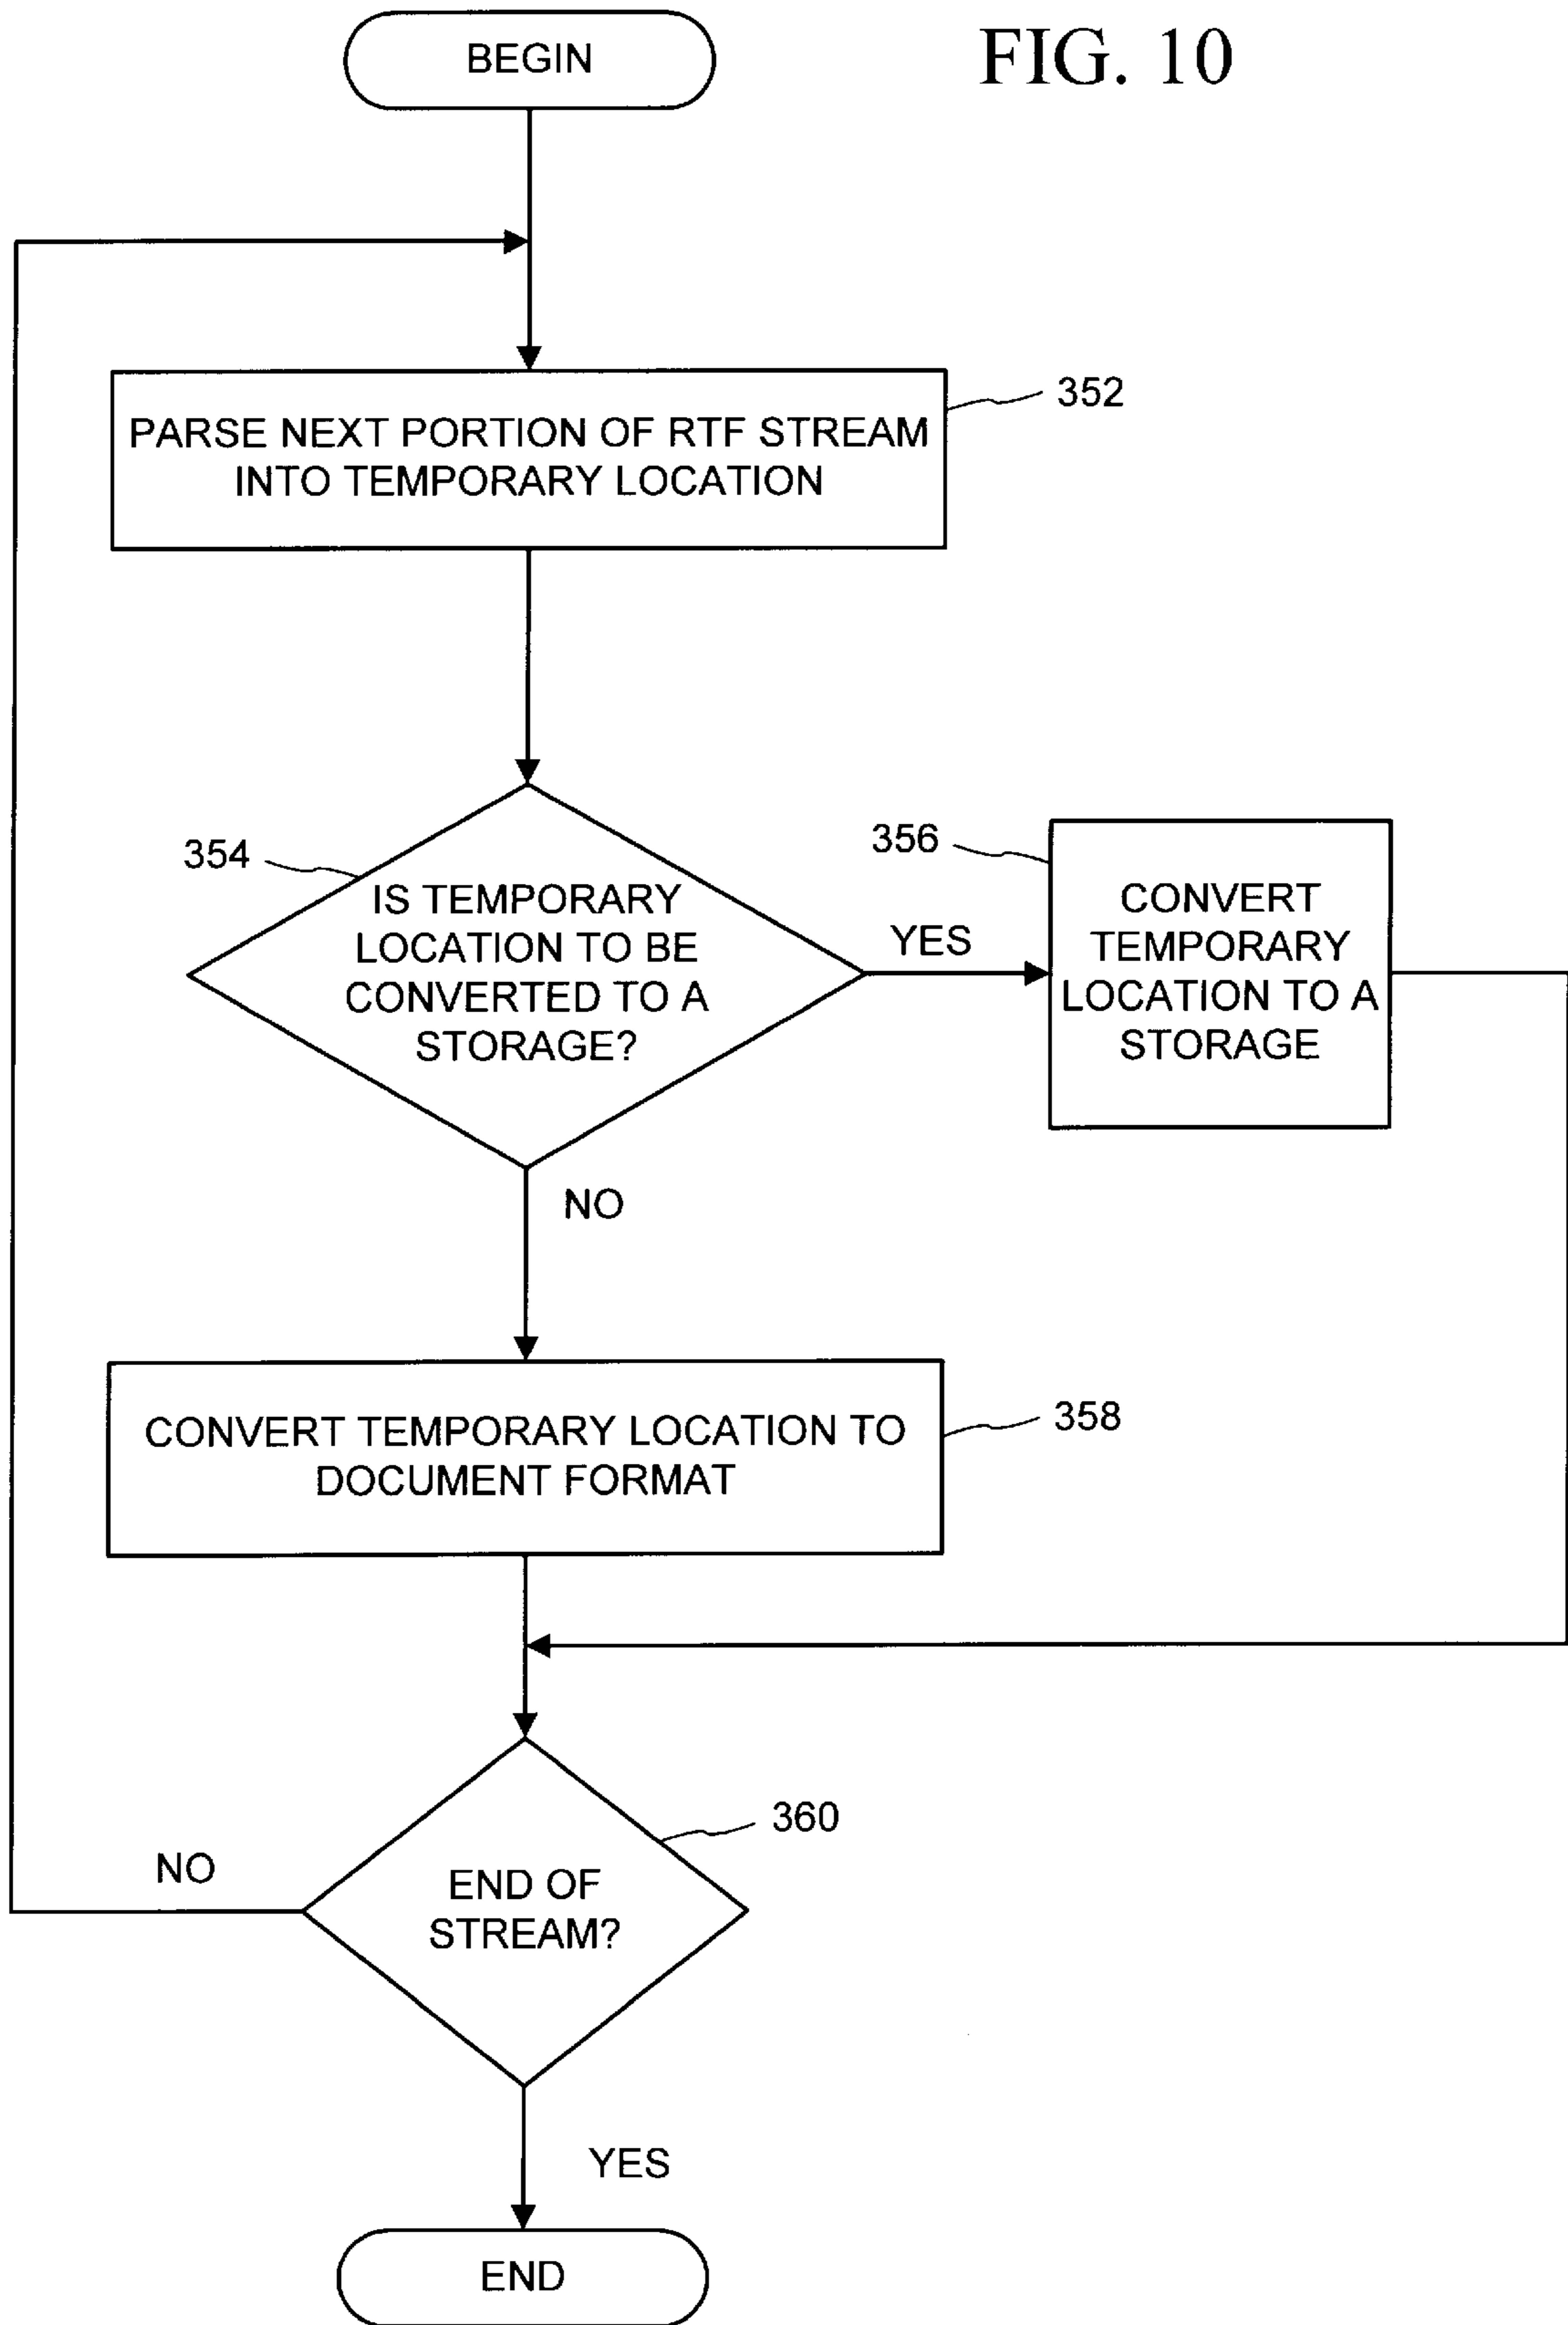 BEGIN
FIG. 10
PARSE NEXT PORTION OF RTF STREAM
INTO TEMPORARY LOCATION
352
354
IS TEMPORARY
LOCATION TO BE
CONVERTED TO A
STORAGE?
YES
356
CONVERT
TEMPORARY
LOCATION TO A
STORAGE
NO
CONVERT TEMPORARY LOCATION TO
DOCUMENT FORMAT
358
360
NO
END OF
STREAM?
YES
END